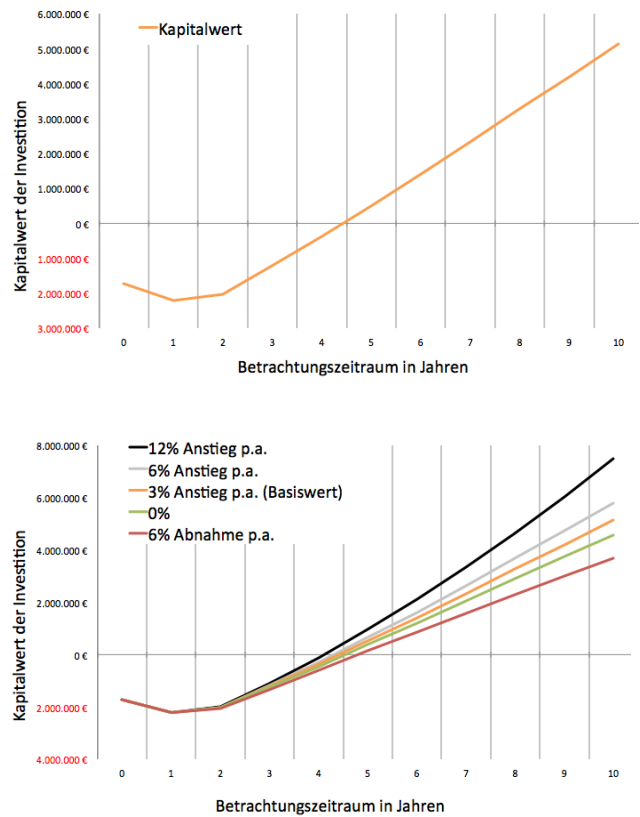 6.000.000 €
Kapitalwert
5.000.000 €
4.000.000 €
3.000.000 €
2.000.000 €
1.000.000 €
0 €
1.000.000 €
2.000.000 €
3.000.000 €
Kapitalwert der Investition
0 1 2 3 4 5 6 7 8 9 10
Betrachtungszeitraum in Jahren
8.000.000 €
12% Anstieg p.a.
6% Anstieg p.a.
6.000.000 €
3% Anstieg p.a. (Basiswert)
0%
6% Abnahme p.a.
4.000.000 €
2.000.000 €
0 €
2.000.000 €
4.000.000 €
Kapitalwert der Investition
0 1 2 3 4 5 6 7 8 9 10
Betrachtungszeitraum in Jahren